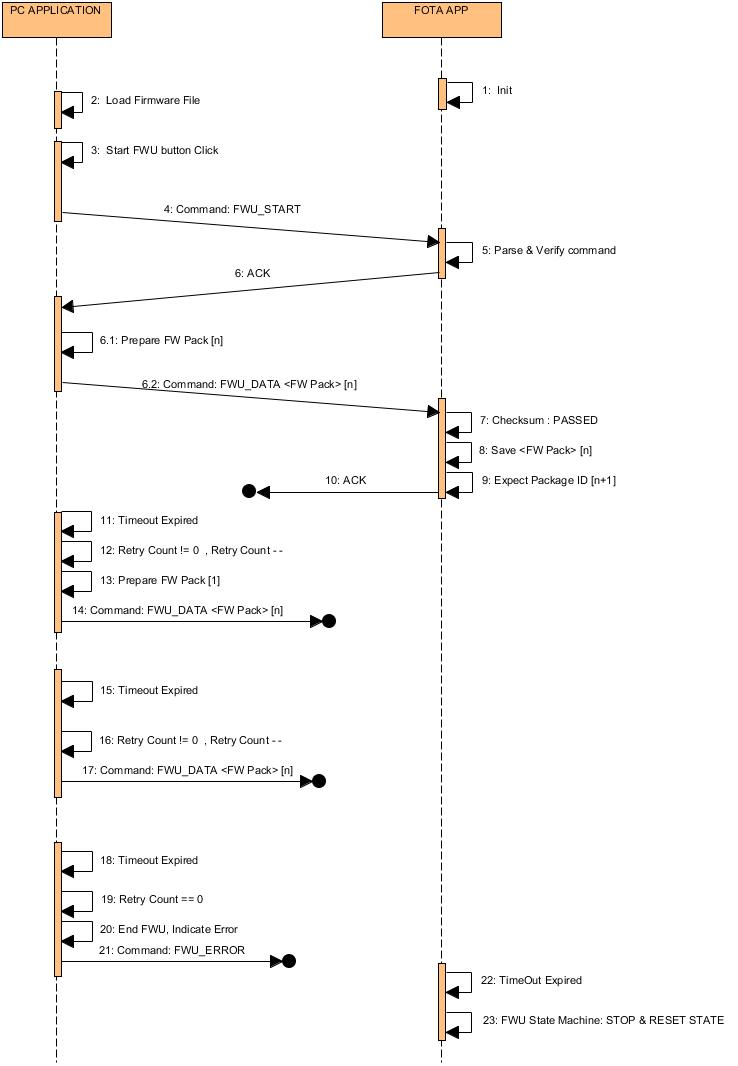 PC APPLICATION
FOTA APP
1: Init
2: Load Firmware File
3: Start FWU button Click
4: Command: FWU_START
5: Parse & Verify command
6: ACK
6.1: Prepare FW Pack [n]
6.2: Command: FWU_DATA <FW Pack> [n]
7: Checksum : PASSED
8: Save <FW Pack> [n]
9: Expect Package ID [n+1]
10: ACK
11: Timeout Expired
12: Retry Count != 0 , Retry Count - -
13: Prepare FW Pack [1]
14: Command: FWU_DATA <FW Pack> [n]
15: Timeout Expired
16: Retry Count != 0 , Retry Count - -
17: Command: FWU_DATA <FW Pack> [n]
18: Timeout Expired
19: Retry Count == 0
20: End FWU, Indicate Error
21: Command: FWU_ERROR
22: TimeOut Expired
23: FWU State Machine: STOP & RESET STATE